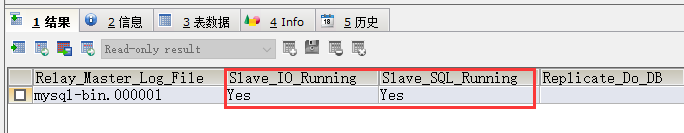 1 结果 2 信息 3 表数据 4 Info 5 历史
Read-only result
Relay_Master_Log_File Slave_IO_Running Slave_SQL_Running Replicate_Do_DB
mysql-bin.000001 Yes Yes